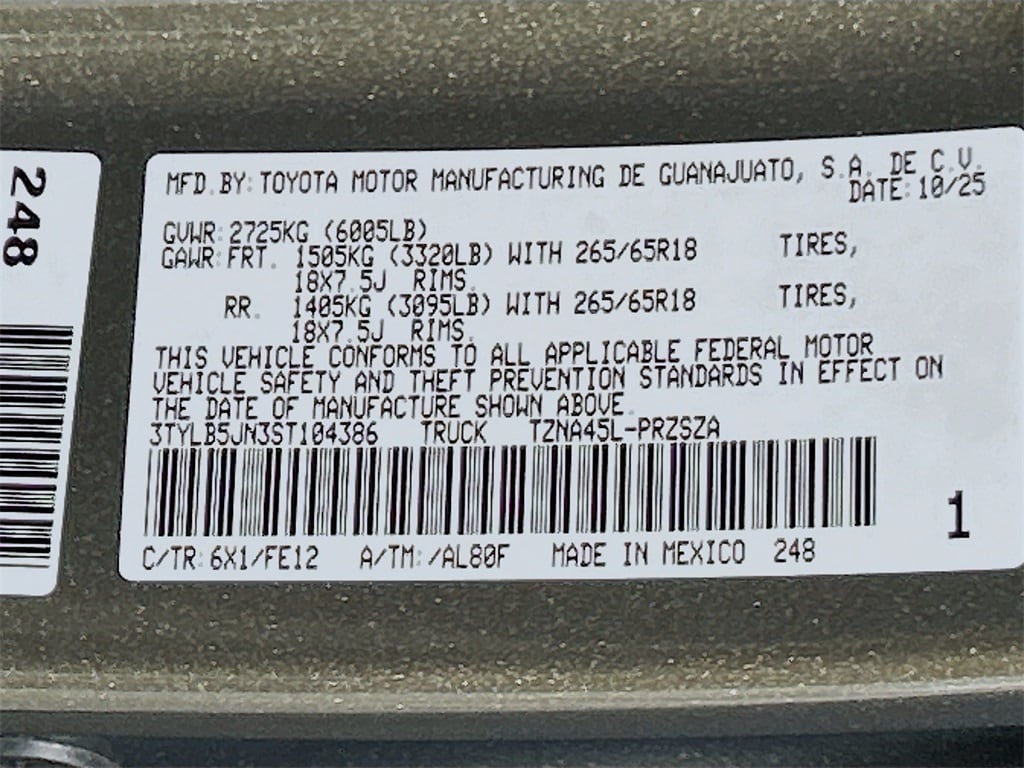 248
MFD. BY: TOYOTA MOTOR MANUFACTURING DE GUANAJUATO, S.A. DE C.V.
DATE: 10/25
GVWR: 2725KG (6005LB)
GAWR: FRT. 1505KG (3320LB) WITH 265/65R18 TIRES,
18X7.5J RIMS.
RR. 1405KG (3095LB) WITH 265/65R18 TIRES,
18X7.5J RIMS.
THIS VEHICLE CONFORMS TO ALL APPLICABLE FEDERAL MOTOR
VEHICLE SAFETY AND THEFT PREVENTION STANDARDS IN EFFECT ON
THE DATE OF MANUFACTURE SHOWN ABOVE.
3TYLB5JN3ST104386 TRUCK TZNA45L-PRZSZA
1
C/TR: 6X1/FE12 A/TM: /AL80F MADE IN MEXICO 248